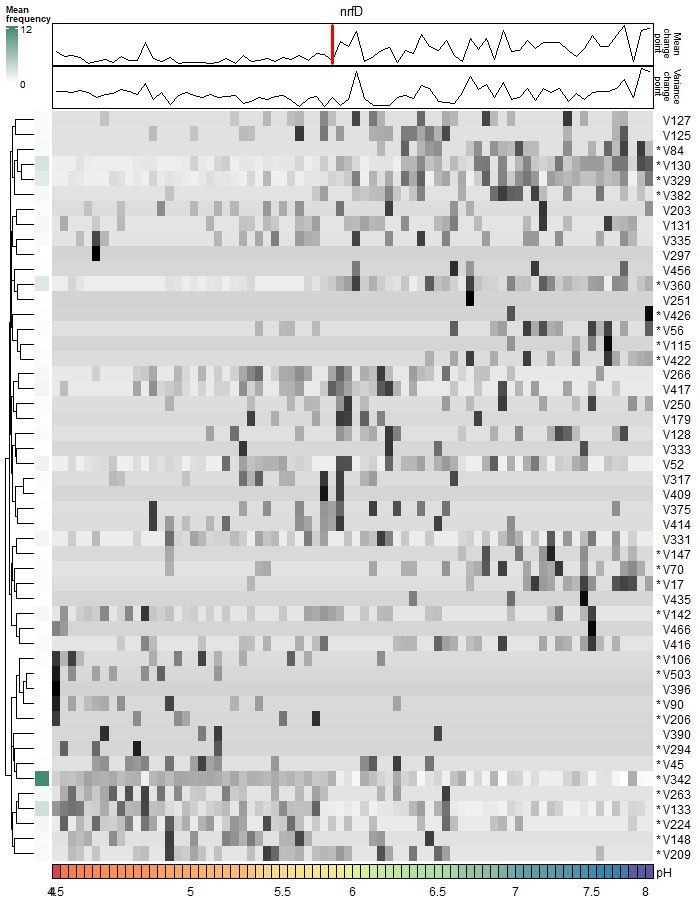 nrfD
Mean
frequency
12
0
Mean
change
point
Variance
change
point
V127
V125
* V84
* V130
* V329
* V382
V203
V131
V335
V297
V456
* V360
V251
* V426
* V56
* V115
* V422
V266
V417
V250
V179
V128
V333
V52
V317
V409
V375
V414
V331
* V147
* V70
* V17
V435
* V142
V466
V416
* V106
* V503
V396
* V90
* V206
V390
* V294
* V45
* V342
* V263
* V133
* V224
* V148
* V209
pH
4.5 5 5.5 6 6.5 7 7.5 8